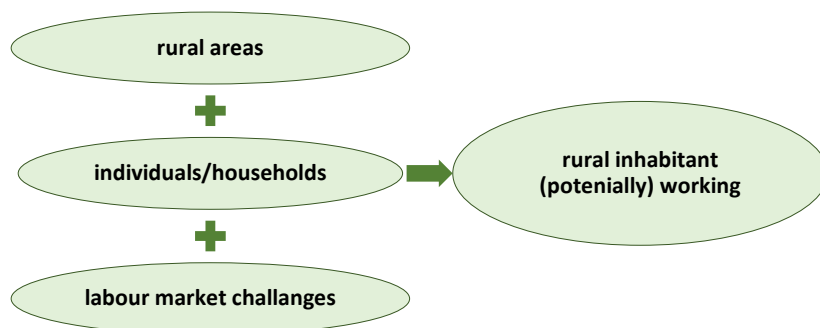 rural areas
individuals/households
rural inhabitant
(potenially) working
labour market challanges